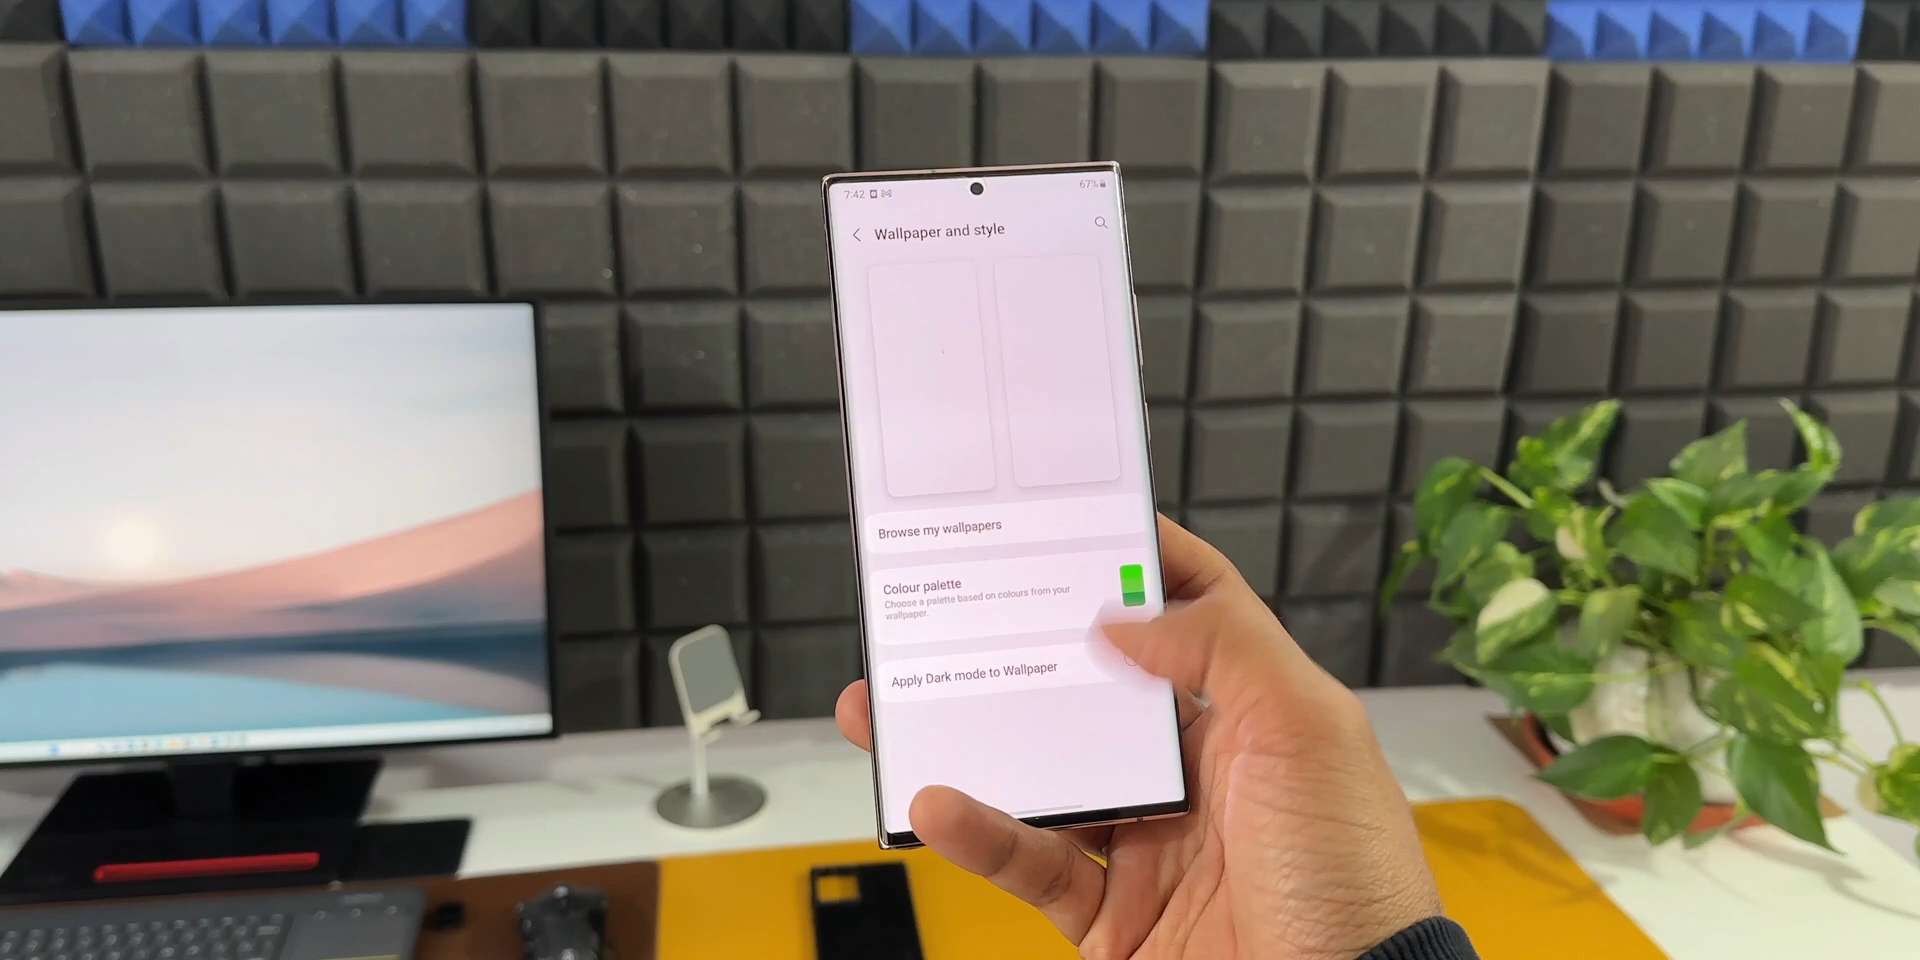 7:42
67%
Wallpaper and style
Browse my wallpapers
Colour palette
Choose a palette based on colours from your
wallpaper.
Apply Dark mode to Wallpaper